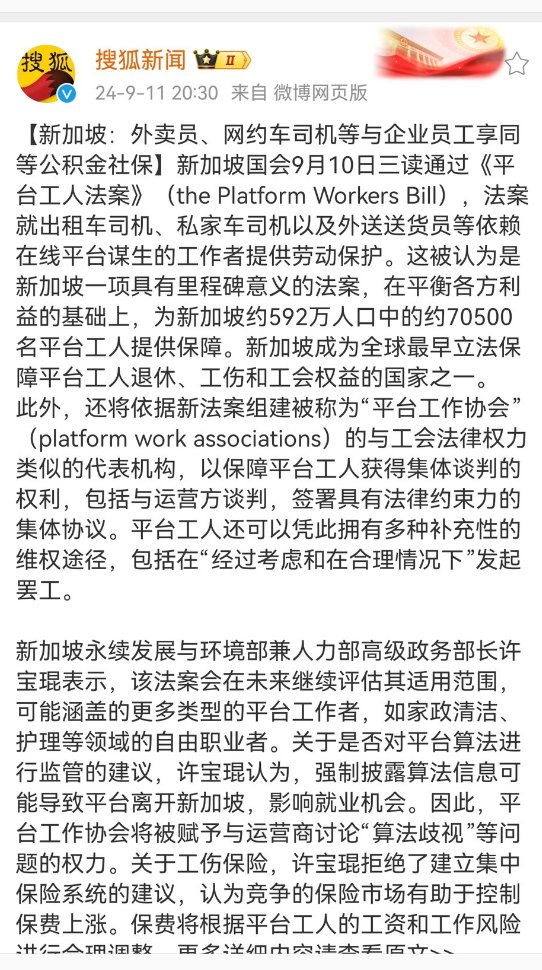 搜狐
搜狐新闻 II
24-9-11 20:30 来自 微博网页版
【新加坡：外卖员、网约车司机等与企业员工享同
等公积金社保】新加坡国会9月10日三读通过《平
台工人法案》（the Platform Workers Bill），法案
就出租车司机、私家车司机以及外送送货员等依赖
在线平台谋生的工作者提供劳动保护。这被认为是
新加坡一项具有里程碑意义的法案，在平衡各方利
益的基础上，为新加坡约592万人口中的约70500
名平台工人提供保障。新加坡成为全球最早立法保
障平台工人退休、工伤和工会权益的国家之一。
此外，还将依据新法案组建被称为“平台工作协会”
（platform work associations）的与工会法律权力
类似的代表机构，以保障平台工人获得集体谈判的
权利，包括与运营方谈判，签署具有法律约束力的
集体协议。平台工人还可以凭此拥有多种补充性的
维权途径，包括在“经过考虑和在合理情况下”发起
罢工。
新加坡永续发展与环境部兼人力部高级政务部长许
宝琨表示，该法案会在未来继续评估其适用范围，
可能涵盖的更多类型的平台工作者，如家政清洁、
护理等领域的自由职业者。关于是否对平台算法进
行监管的建议，许宝琨认为，强制披露算法信息可
能导致平台离开新加坡，影响就业机会。因此，平
台工作协会将被赋予与运营商讨论“算法歧视”等问
题的权力。关于工伤保险，许宝琨拒绝了建立集中
保险系统的建议，认为竞争的保险市场有助于控制
保费上涨。保费将根据平台工人的工资和工作风险
进行合理调整。更多详细内容请查看原文>>